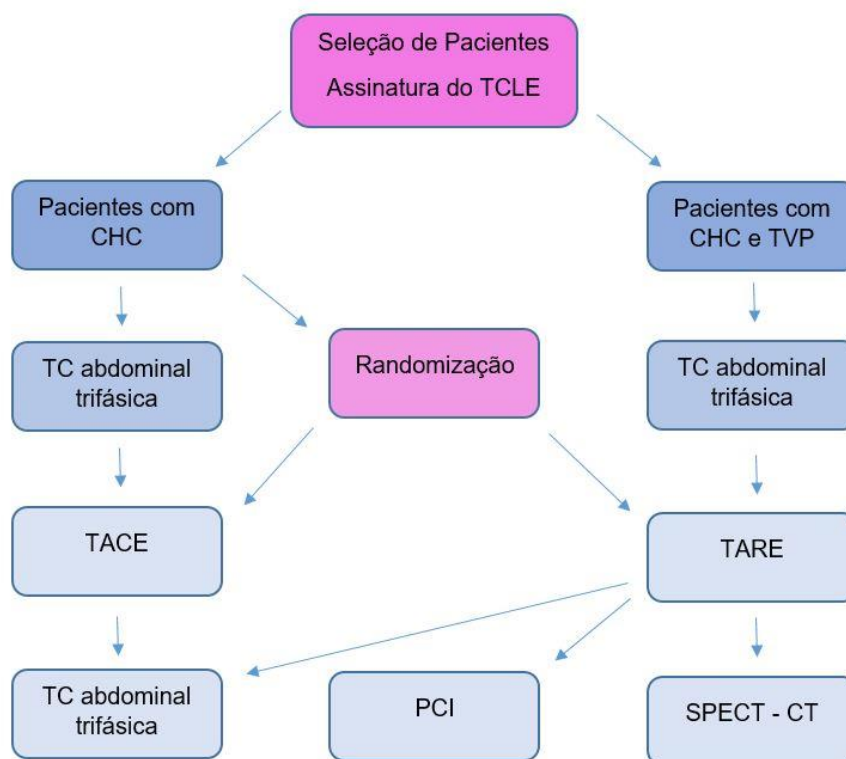 Seleção de Pacientes
Assinatura do TCLE
Pacientes com
CHC
Pacientes com
CHC e TVP
TC abdominal
trifásica
Randomização
TC abdominal
trifásica
TACE
TARE
TC abdominal
trifásica
PCI
SPECT - CT